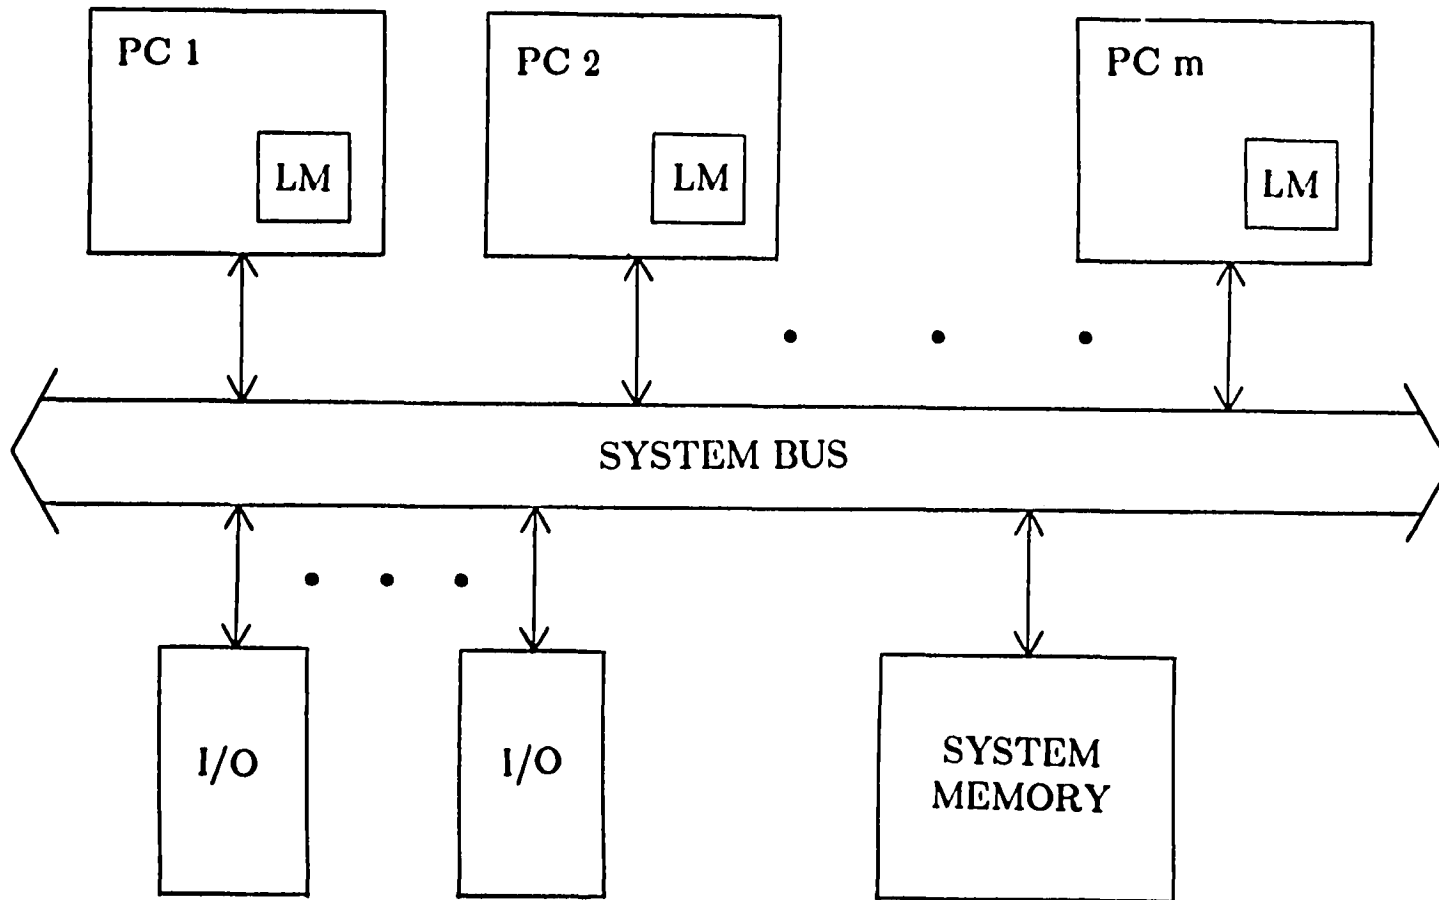 PC 1
LM
PC 2
LM
PC m
LM
SYSTEM BUS
I/O
I/O
SYSTEM
MEMORY